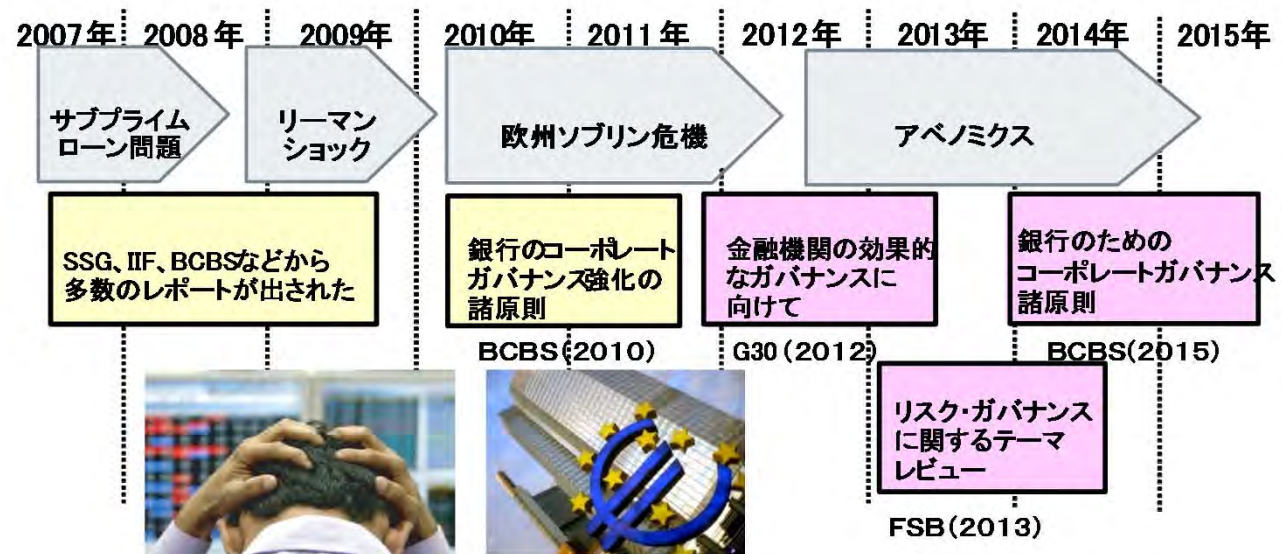 2007年 2008年 2009年 2010年 2011年 2012年 2013年 2014年 2015年
サブプライム
ローン問題
リーマン
ショック
欧州ソブリン危機
アベノミクス
SSG、IIF、BCBSなどから
多数のレポートが出された
銀行のコーポレート
ガバナンス強化の
諸原則
BCBS(2010)
金融機関の効果的
なガバナンスに
向けて
G30(2012)
銀行のための
コーポレートガバナンス
諸原則
BCBS(2015)
リスク・ガバナンス
に関するテーマ
レビュー
FSB(2013)